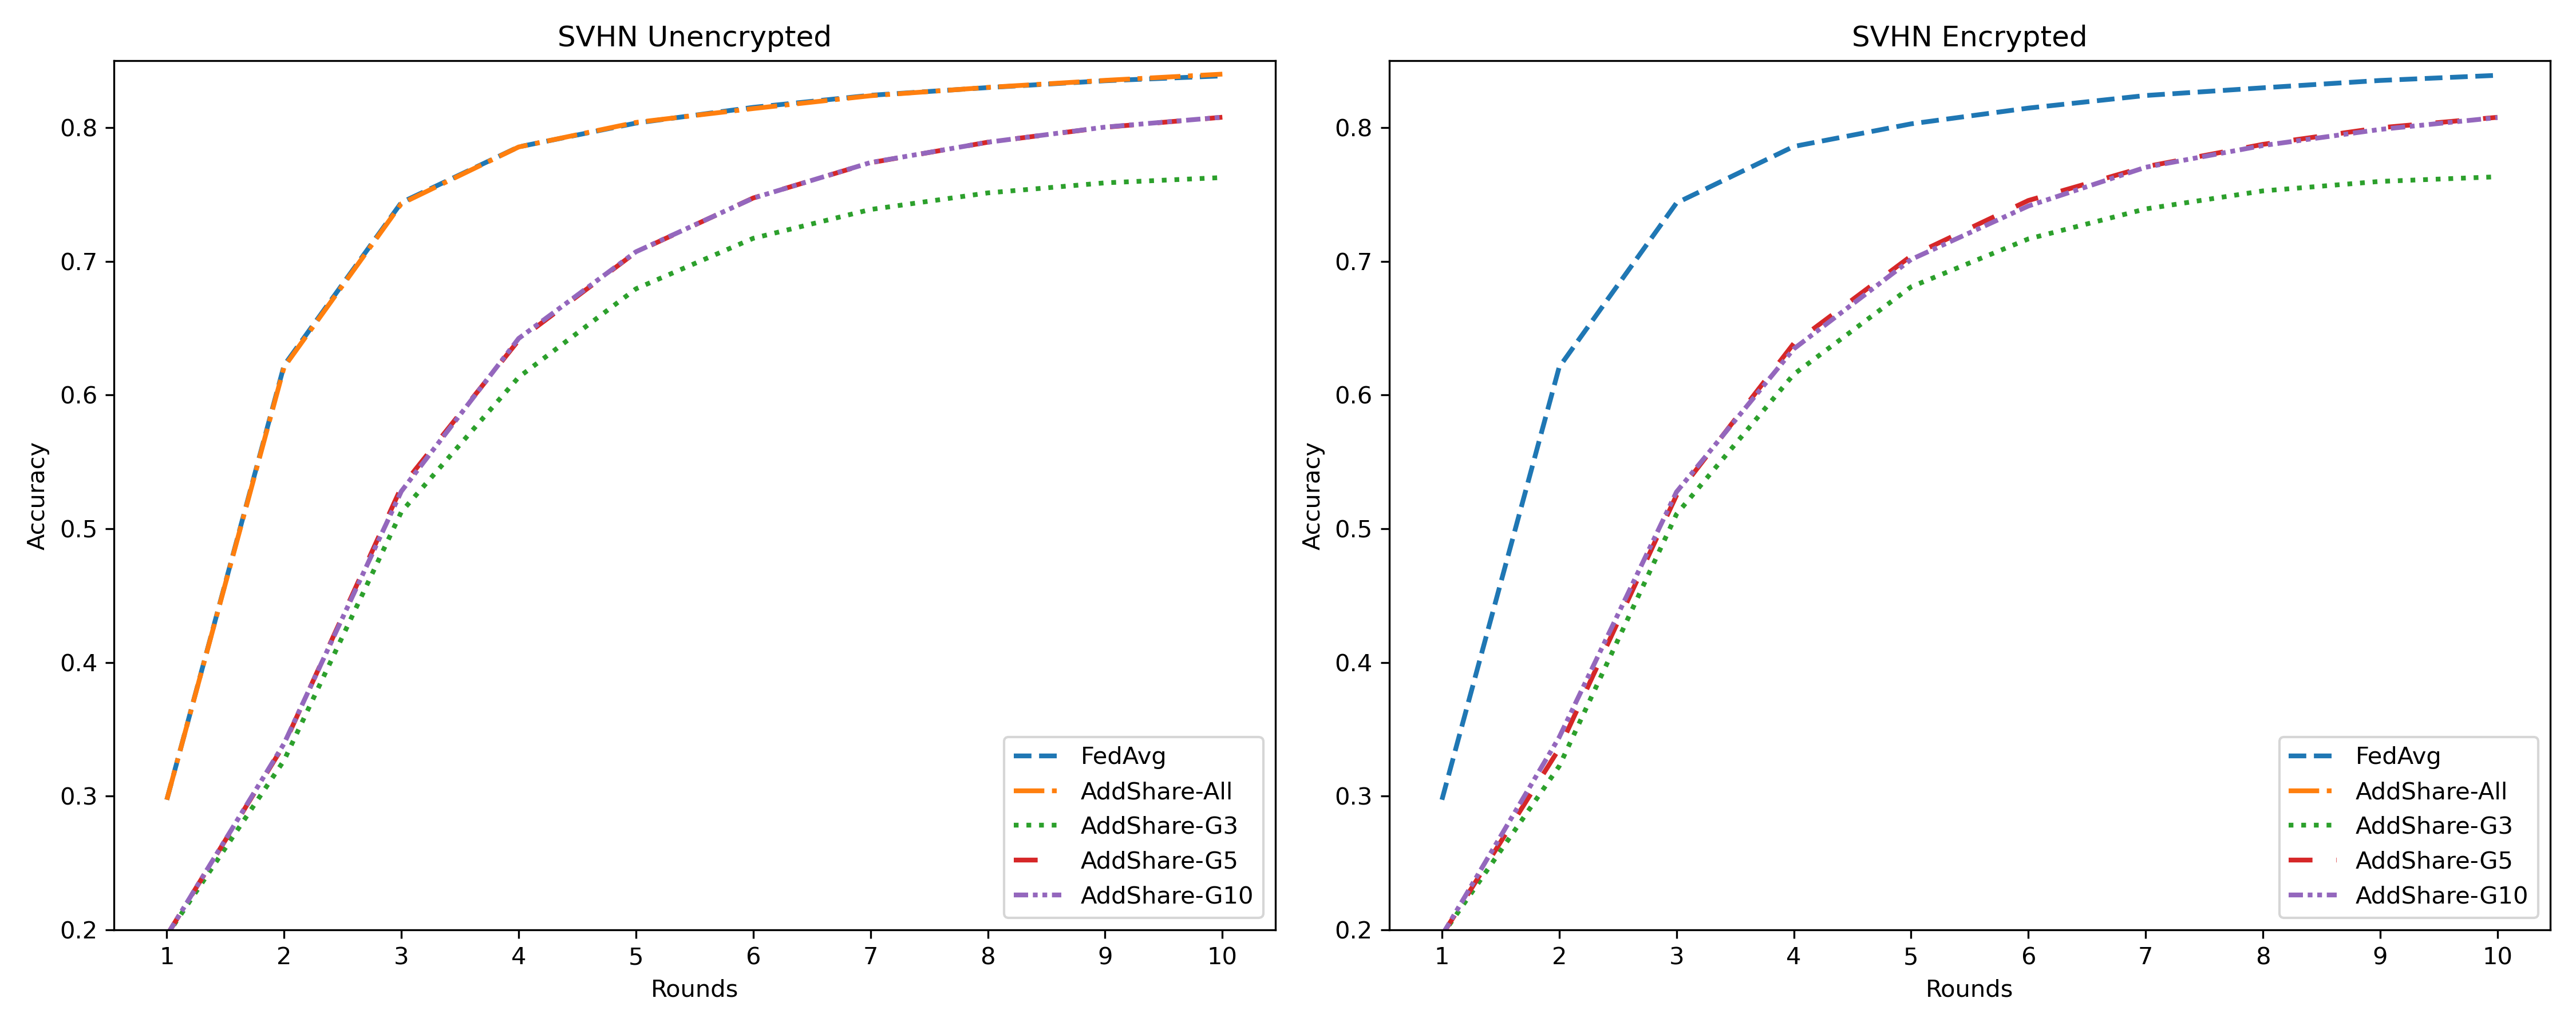 SVHN Unencrypted
0.8
0.7
0.6
0.5
0.4
0.3
0.2
Accuracy
1 2 3 4 5 6 7 8 9 10
Rounds
FedAvg
AddShare-All
AddShare-G3
AddShare-G5
AddShare-G10
SVHN Encrypted
0.8
0.7
0.6
0.5
0.4
0.3
0.2
Accuracy
1 2 3 4 5 6 7 8 9 10
Rounds
FedAvg
AddShare-All
AddShare-G3
AddShare-G5
AddShare-G10